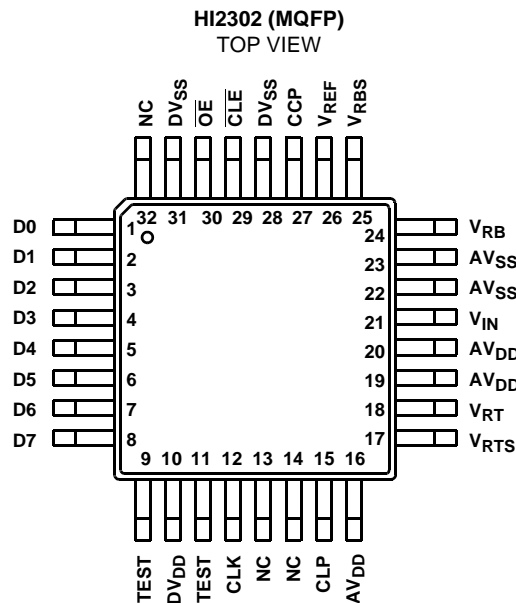 HI2302 (MQFP)
TOP VIEW
NC DVSS OE CLE DVSS CCP VREF VRBS
32 31 30 29 28 27 26 25
D0 1 24 VRB
D1 2 23 AVSS
D2 3 22 AVSS
D3 4 21 VIN
D4 5 20 AVDD
D5 6 19 AVDD
D6 7 18 VRT
D7 8 17 VRTS
9 10 11 12 13 14 15 16
TEST DVDD TEST CLK NC NC CLP AVDD